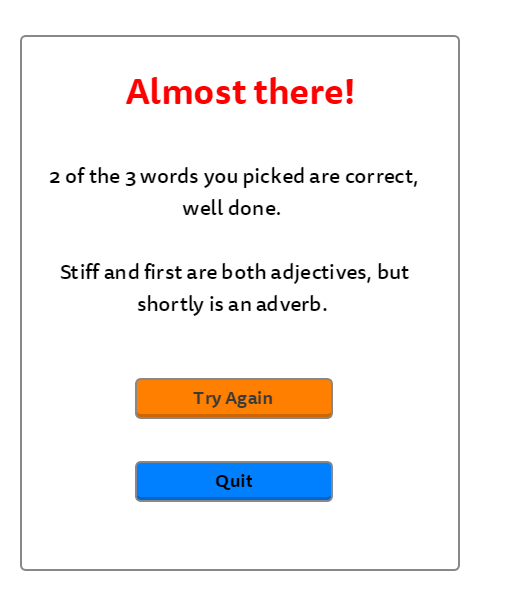 Almost there!
2 of the 3 words you picked are correct,
well done.
Stiff and first are both adjectives, but
shortly is an adverb.
Try Again
Quit